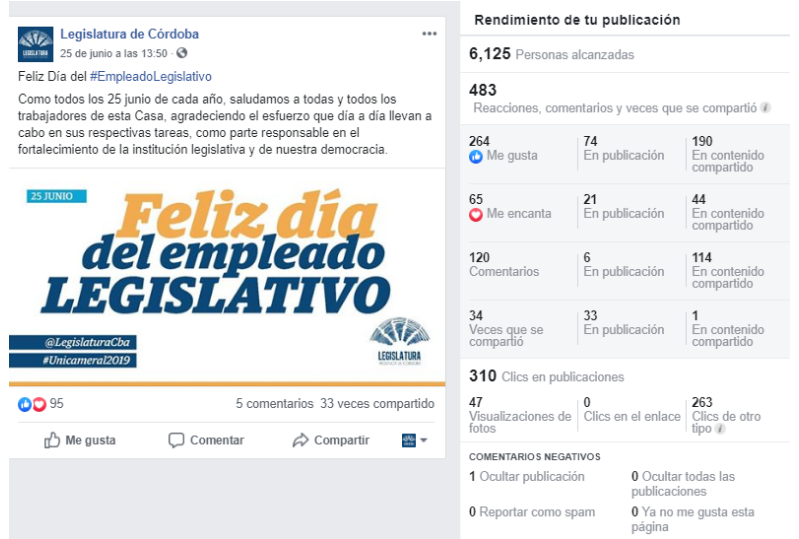 Legislatura de Córdoba
25 de junio a las 13:50 ·
Feliz Día del #EmpleadoLegislativo
Como todos los 25 junio de cada año, saludamos a todas y todos los
trabajadores de esta Casa, agradeciendo el esfuerzo que día a día llevan a
cabo en sus respectivas tareas, como parte responsable en el
fortalecimiento de la institución legislativa y de nuestra democracia.
25 JUNIO
Feliz día
del empleado
LEGISLATIVO
@LegislaturaCba
#Unicameral2019
LEGISLATURA
95
5 comentarios 33 veces compartido
Me gusta Comentar Compartir
Rendimiento de tu publicación
6,125 Personas alcanzadas
483
Reacciones, comentarios y veces que se compartió
264 74 190
Me gusta En publicación En contenido
compartido
65 21 44
Me encanta En publicación En contenido
compartido
120 6 114
Comentarios En publicación En contenido
compartido
34 33 1
Veces que se En publicación En contenido
compartió compartido
310 Clics en publicaciones
47 0 263
Visualizaciones de Clics en el enlace Clics de otro
fotos tipo
COMENTARIOS NEGATIVOS
1 Ocultar publicación 0 Ocultar todas las
publicaciones
0 Reportar como spam 0 Ya no me gusta esta
página